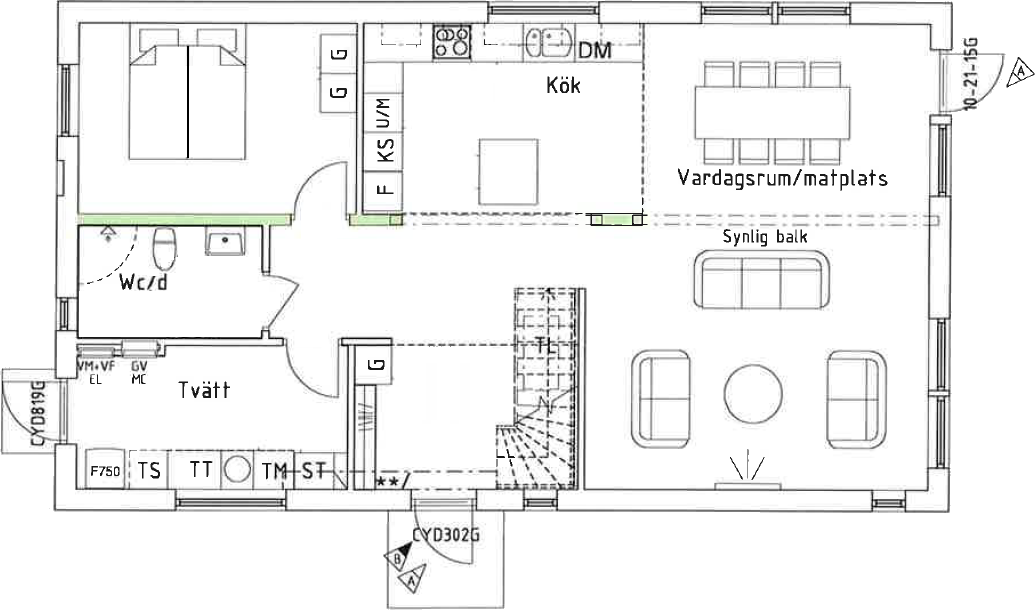 G
G
DM
Kök
U/M
KS
F
10-21-15G
A
Vardagsrum/matplats
Synlig balk
Wc/d
VM+VF
EL
GV
MC
Tvätt
G
TL
CYD819G
F750
TS
TT
TM
ST
**/
CYD302G
B
A